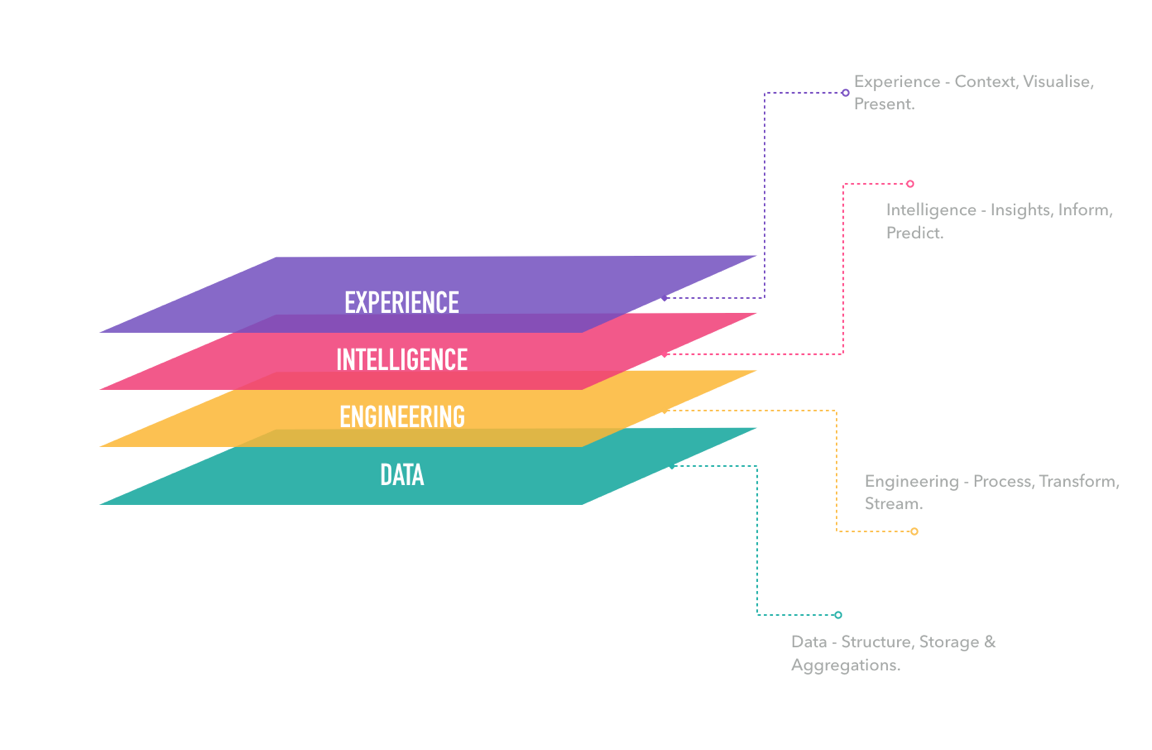 Experience - Context, Visualise,
Present.
Intelligence - Insights, Inform,
Predict.
EXPERIENCE
INTELLIGENCE
ENGINEERING
DATA
Engineering - Process, Transform,
Stream.
Data - Structure, Storage &
Aggregations.